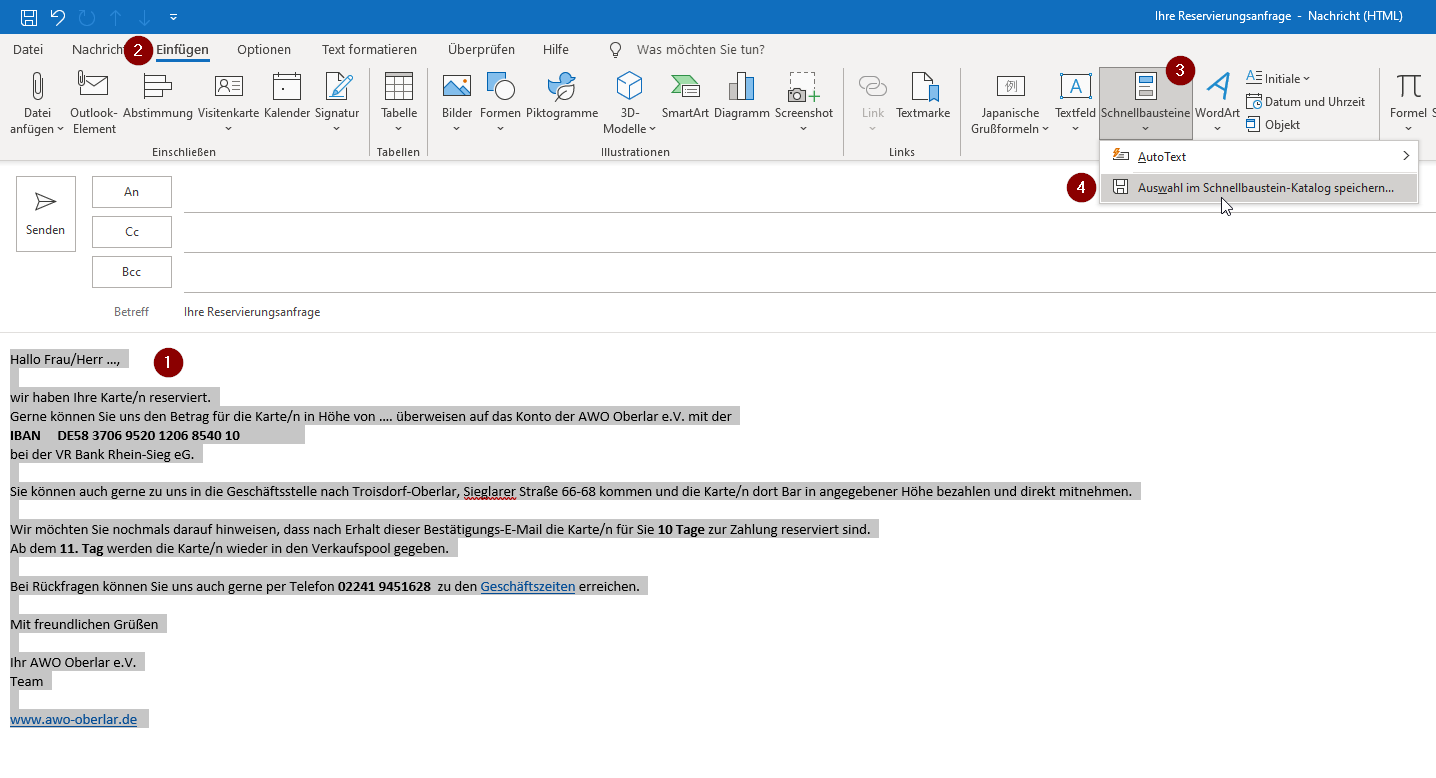 Ihre Reservierungsanfrage - Nachricht (HTML)
Datei Nachricht 2 Einfügen Optionen Text formatieren Überprüfen Hilfe Was möchten Sie tun?
3
Datei anfügen
Outlook-Element
Abstimmung
Visitenkarte
Kalender
Signatur
Tabelle
Bilder
Formen
Piktogramme
3D-Modelle
SmartArt
Diagramm
Screenshot
Link
Textmarke
例
Japanische Grußformeln
A
Textfeld
Schnellbausteine
WordArt
Initiale
Datum und Uhrzeit
Objekt
Formel
S
Einschließen Tabellen Illustrationen Links
AutoText
4 Auswahl im Schnellbaustein-Katalog speichern...
Senden
An
Cc
Bcc
Betreff Ihre Reservierungsanfrage
Hallo Frau/Herr …, 1
wir haben Ihre Karte/n reserviert.
Gerne können Sie uns den Betrag für die Karte/n in Höhe von …. überweisen auf das Konto der AWO Oberlar e.V. mit der
IBAN DE58 3706 9520 1206 8540 10
bei der VR Bank Rhein-Sieg eG.
Sie können auch gerne zu uns in die Geschäftsstelle nach Troisdorf-Oberlar, Sieglarer Straße 66-68 kommen und die Karte/n dort Bar in angegebener Höhe bezahlen und direkt mitnehmen.
Wir möchten Sie nochmals darauf hinweisen, dass nach Erhalt dieser Bestätigungs-E-Mail die Karte/n für Sie 10 Tage zur Zahlung reserviert sind.
Ab dem 11. Tag werden die Karte/n wieder in den Verkaufspool gegeben.
Bei Rückfragen können Sie uns auch gerne per Telefon 02241 9451628 zu den Geschäftszeiten erreichen.
Mit freundlichen Grüßen
Ihr AWO Oberlar e.V.
Team
www.awo-oberlar.de